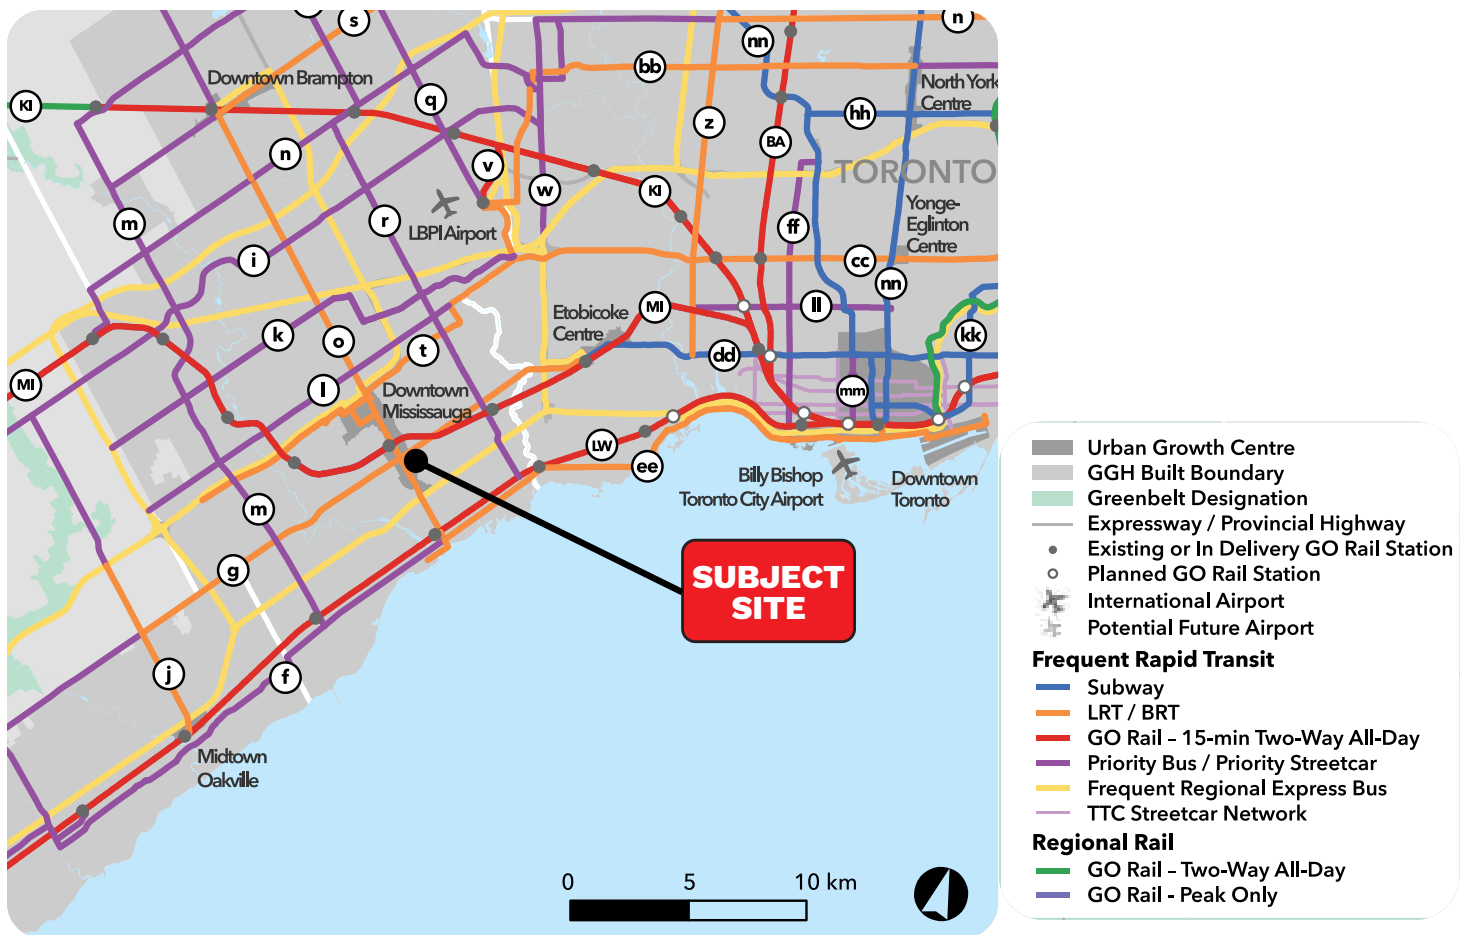 s
n
nn
bb
Downtown Brampton
North York
Centre
KI
q
z
hh
BA
n
v
TORONTO
w
KI
m
r
LBPI Airport
ff
Yonge-
Eglinton
Centre
i
cc
nn
Etobicoke
Centre
MI
ll
k
o
t
kk
dd
MI
l
Downtown
Mississauga
mm
LW
ee
Billy Bishop
Toronto City Airport
Downtown
Toronto
m
g
SUBJECT
SITE
j
f
Midtown
Oakville
0 5 10 km
Urban Growth Centre
GGH Built Boundary
Greenbelt Designation
Expressway / Provincial Highway
Existing or In Delivery GO Rail Station
Planned GO Rail Station
International Airport
Potential Future Airport
Frequent Rapid Transit
Subway
LRT / BRT
GO Rail – 15-min Two-Way All-Day
Priority Bus / Priority Streetcar
Frequent Regional Express Bus
TTC Streetcar Network
Regional Rail
GO Rail – Two-Way All-Day
GO Rail - Peak Only